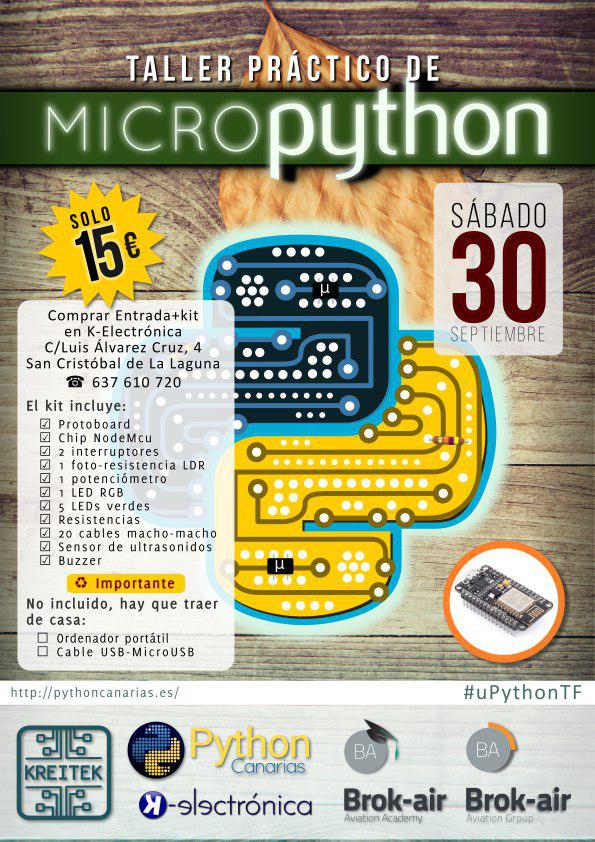 TALLER PRÁCTICO DE
MICROpython
SOLO
15€
SÁBADO
30
SEPTIEMBRE
Comprar Entrada+kit
en K-Electrónica
C/Luis Álvarez Cruz, 4
San Cristóbal de La Laguna
☎ 637 610 720
El kit incluye:
☑ Protoboard
☑ Chip NodeMcu
☑ 2 interruptores
☑ 1 foto-resistencia LDR
☑ 1 potenciómetro
☑ 1 LED RGB
☑ 5 LEDs verdes
☑ Resistencias
☑ 20 cables macho-macho
☑ Sensor de ultrasonidos
☑ Buzzer
♻ Importante
No incluido, hay que traer
de casa:
☐ Ordenador portátil
☐ Cable USB-MicroUSB
µ
µ
http://pythoncanarias.es/
#uPythonTF
KREITEK
Python
Canarias
K-electrónica
BA
Brok-air
Aviation Academy
BA
Brok-air
Aviation Group